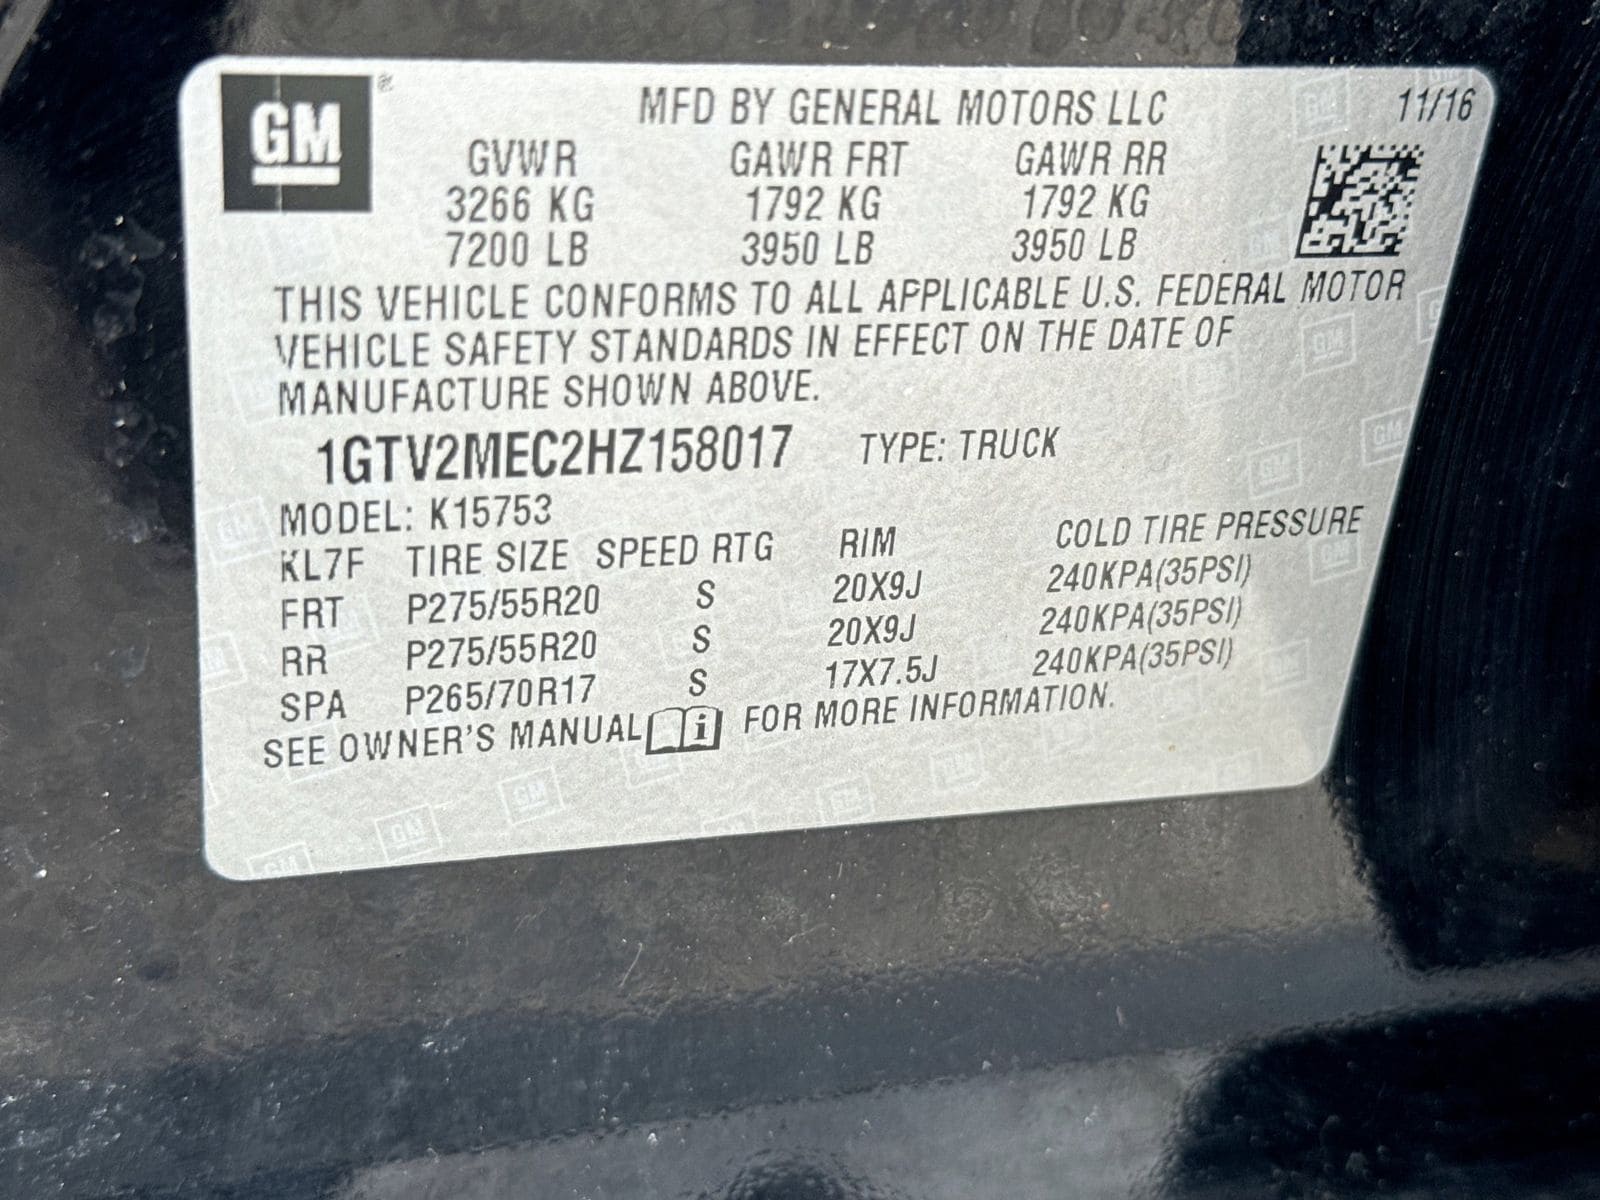 GM
MFD BY GENERAL MOTORS LLC 11/16
GVWR GAWR FRT GAWR RR
3266 KG 1792 KG 1792 KG
7200 LB 3950 LB 3950 LB
THIS VEHICLE CONFORMS TO ALL APPLICABLE U.S. FEDERAL MOTOR
VEHICLE SAFETY STANDARDS IN EFFECT ON THE DATE OF
MANUFACTURE SHOWN ABOVE.
1GTV2MEC2HZ158017 TYPE: TRUCK
MODEL: K15753
KL7F TIRE SIZE SPEED RTG RIM COLD TIRE PRESSURE
FRT P275/55R20 S 20X9J 240KPA(35PSI)
RR P275/55R20 S 20X9J 240KPA(35PSI)
SPA P265/70R17 S 17X7.5J 240KPA(35PSI)
SEE OWNER'S MANUAL i FOR MORE INFORMATION.